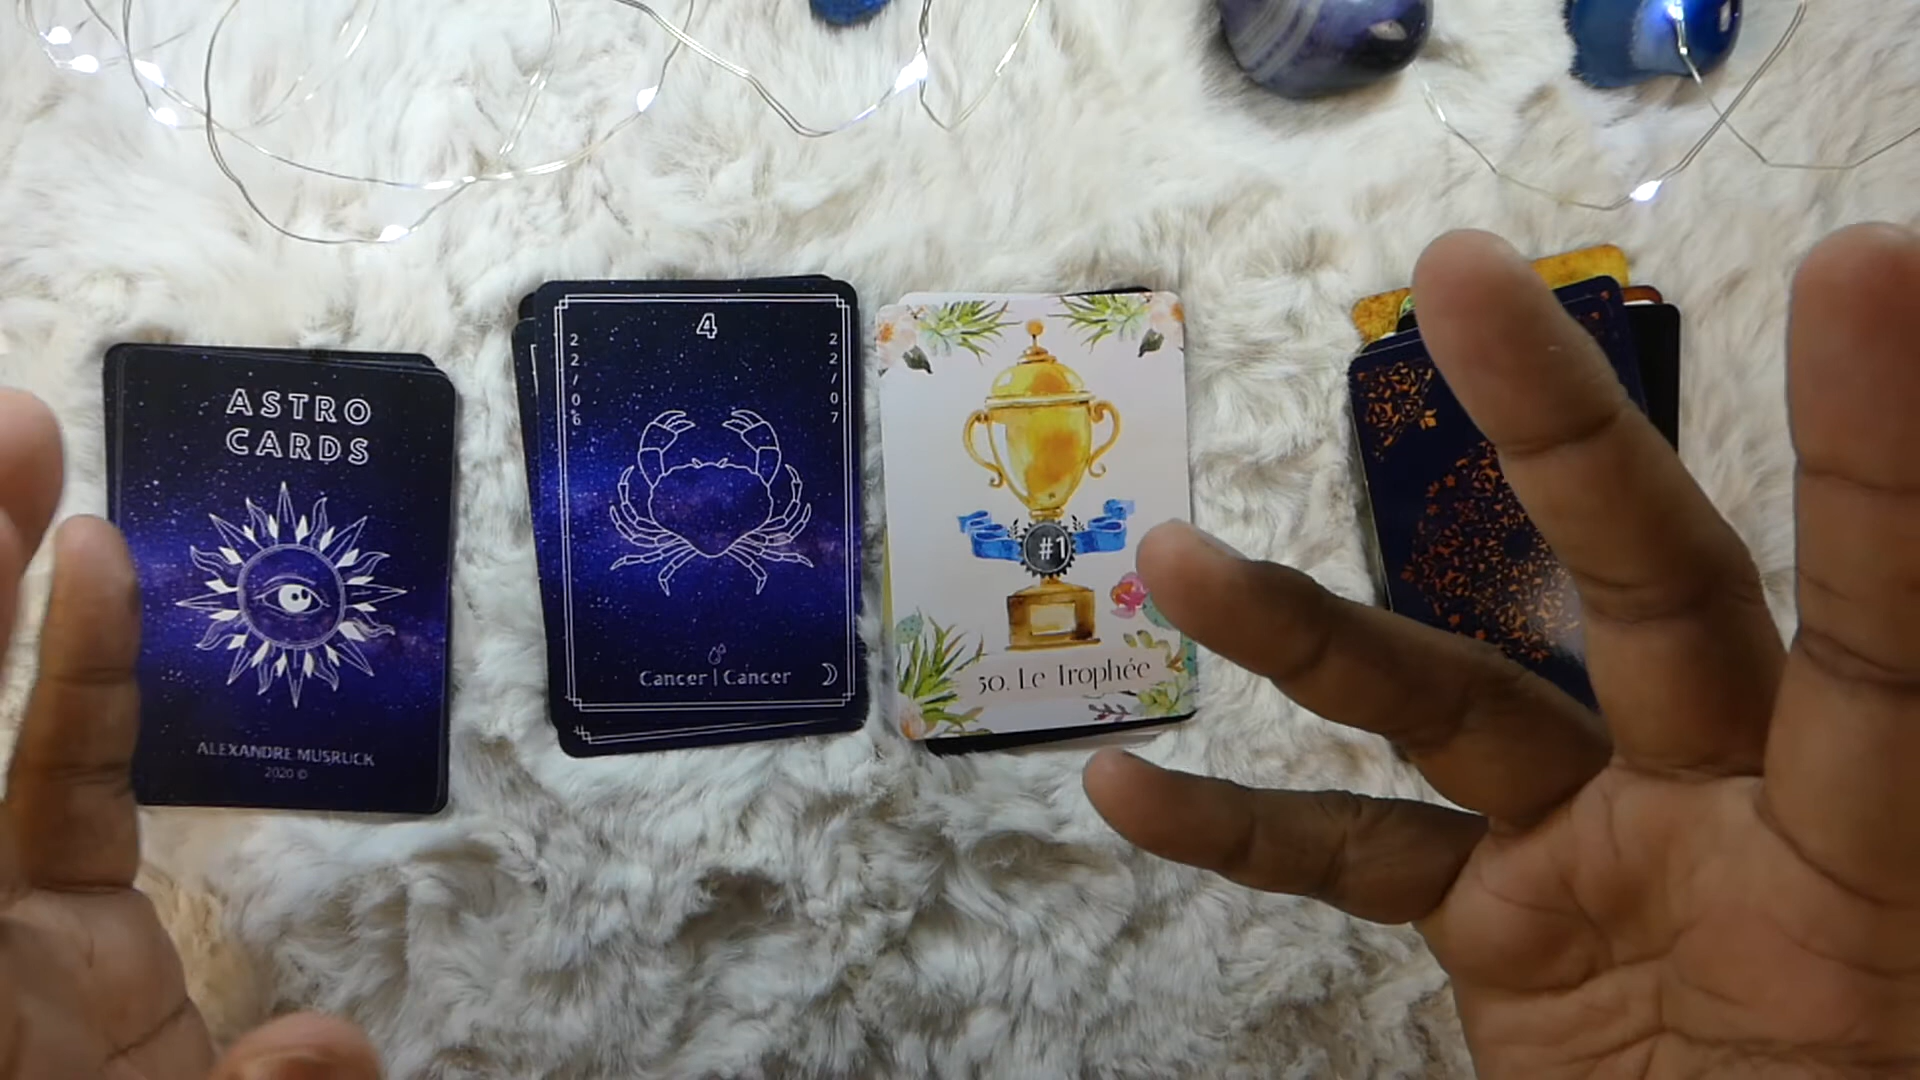 ASTRO
CARDS
ALEXANDRE MUSRUCK
2020 ©
4
22/06
22/07
Cancer | Cancer
#1
50. Le Trophée